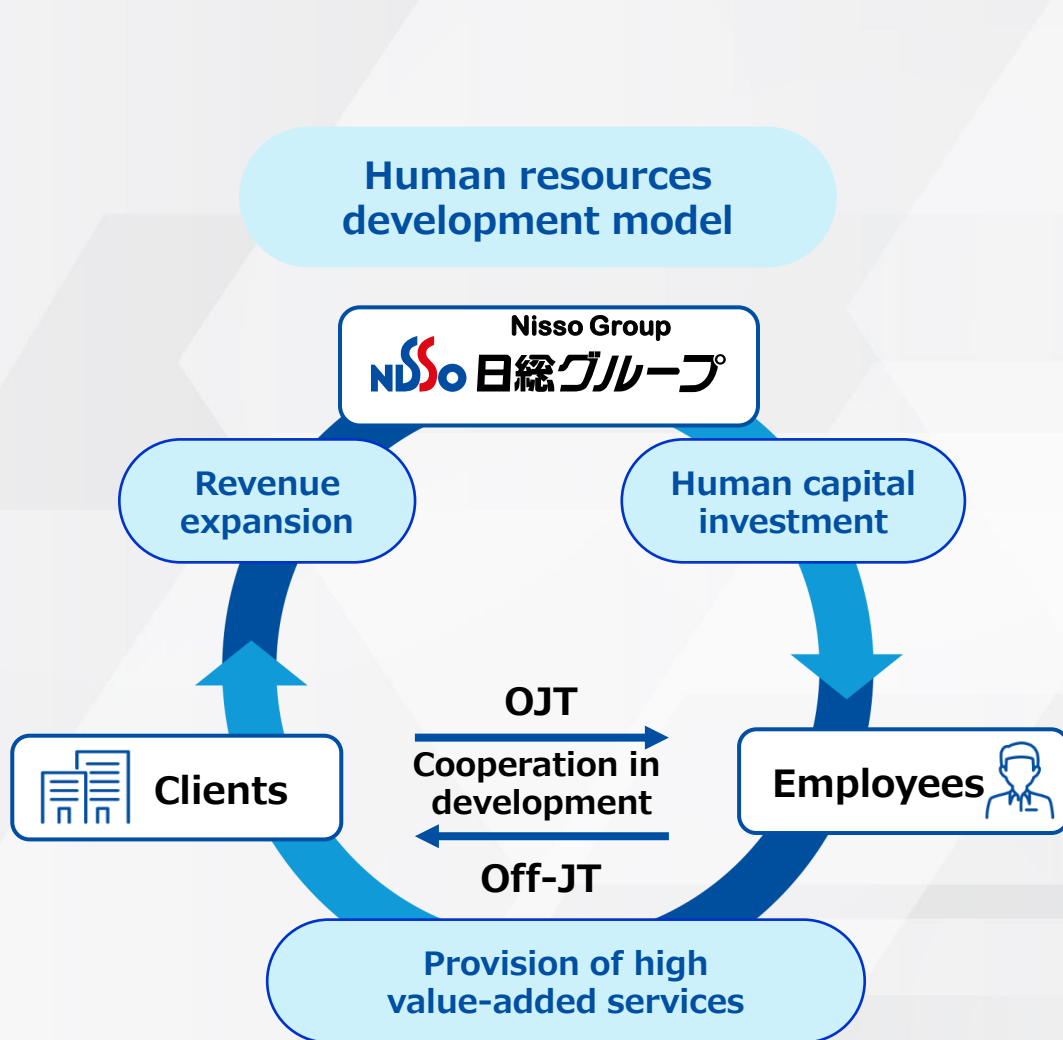 Human resources
development model
Nisso Group
NISSO 日総グループ
Revenue
expansion
Human capital
investment
OJT
Cooperation in
development
Off-JT
Clients
Employees
Provision of high
value-added services